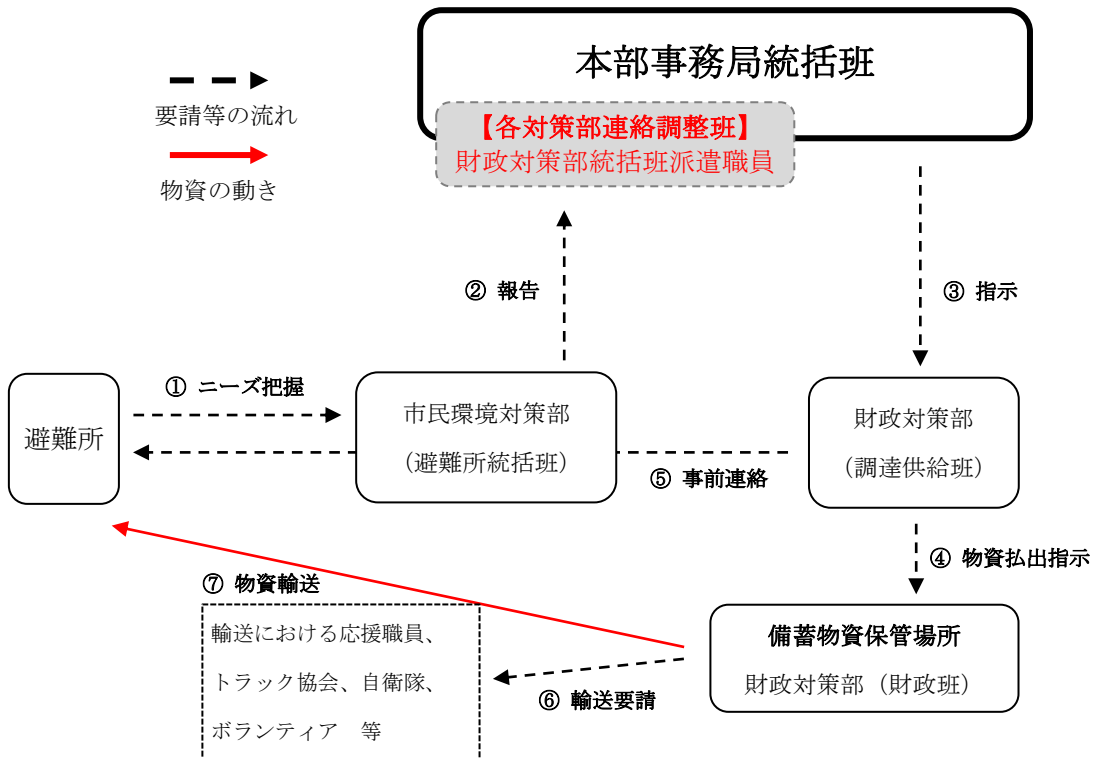 本部事務局統括班
【各対策部連絡調整班】
財政対策部統括班派遣職員
要請等の流れ
物資の動き
② 報告
③ 指示
① ニーズ把握
避難所
市民環境対策部
(避難所統括班)
財政対策部
(調達供給班)
⑤ 事前連絡
④ 物資払出指示
⑦ 物資輸送
輸送における応援職員、
トラック協会、自衛隊、
ボランティア　等
備蓄物資保管場所
財政対策部(財政班)
⑥ 輸送要請